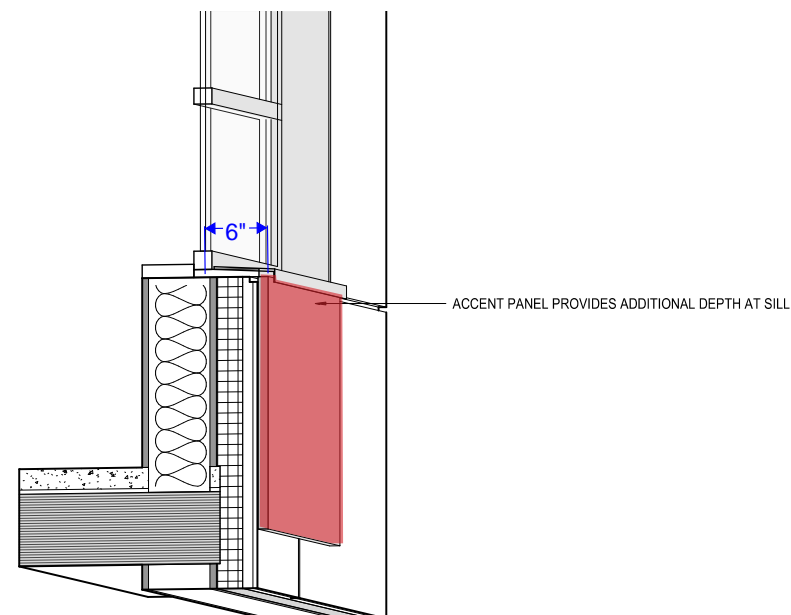 6"
ACCENT PANEL PROVIDES ADDITIONAL DEPTH AT SILL